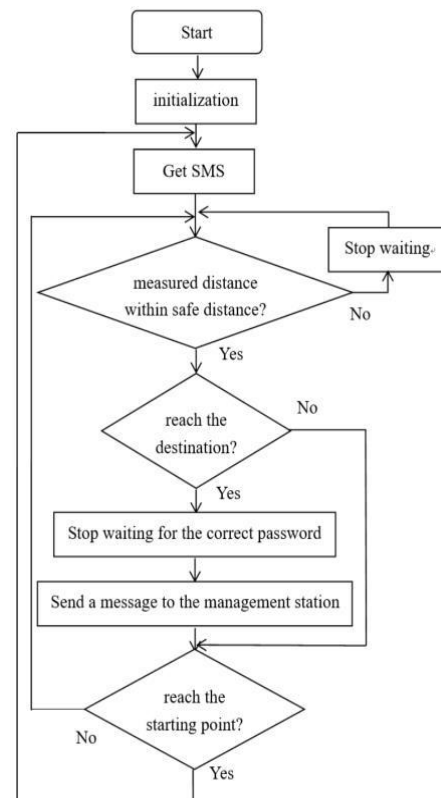 Start
initialization
Get SMS
Stop waiting
measured distance
within safe distance?
No
Yes
reach the
destination?
No
Yes
Stop waiting for the correct password
Send a message to the management station
reach the
starting point?
No
Yes